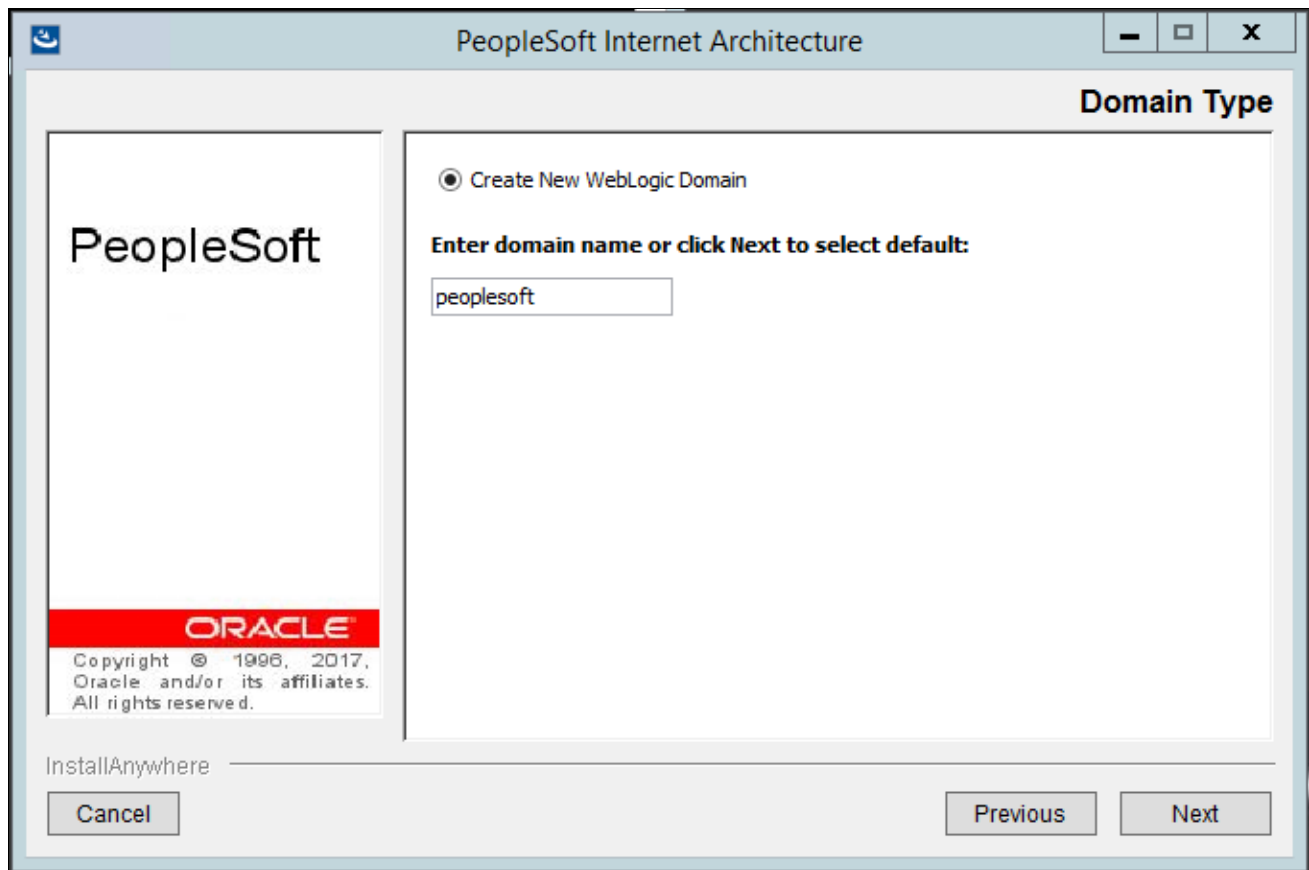 PeopleSoft Internet Architecture
Domain Type
PeopleSoft
ORACLE
Copyright © 1996, 2017,
Oracle and/or its affiliates.
All rights reserved.
Create New WebLogic Domain
Enter domain name or click Next to select default:
peoplesoft
InstallAnywhere
Cancel
Previous
Next